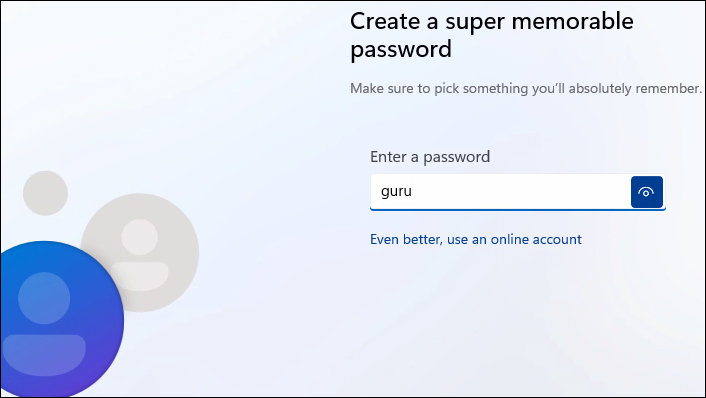 Create a super memorable
password
Make sure to pick something you'll absolutely remember.
Enter a password
guru
Even better, use an online account